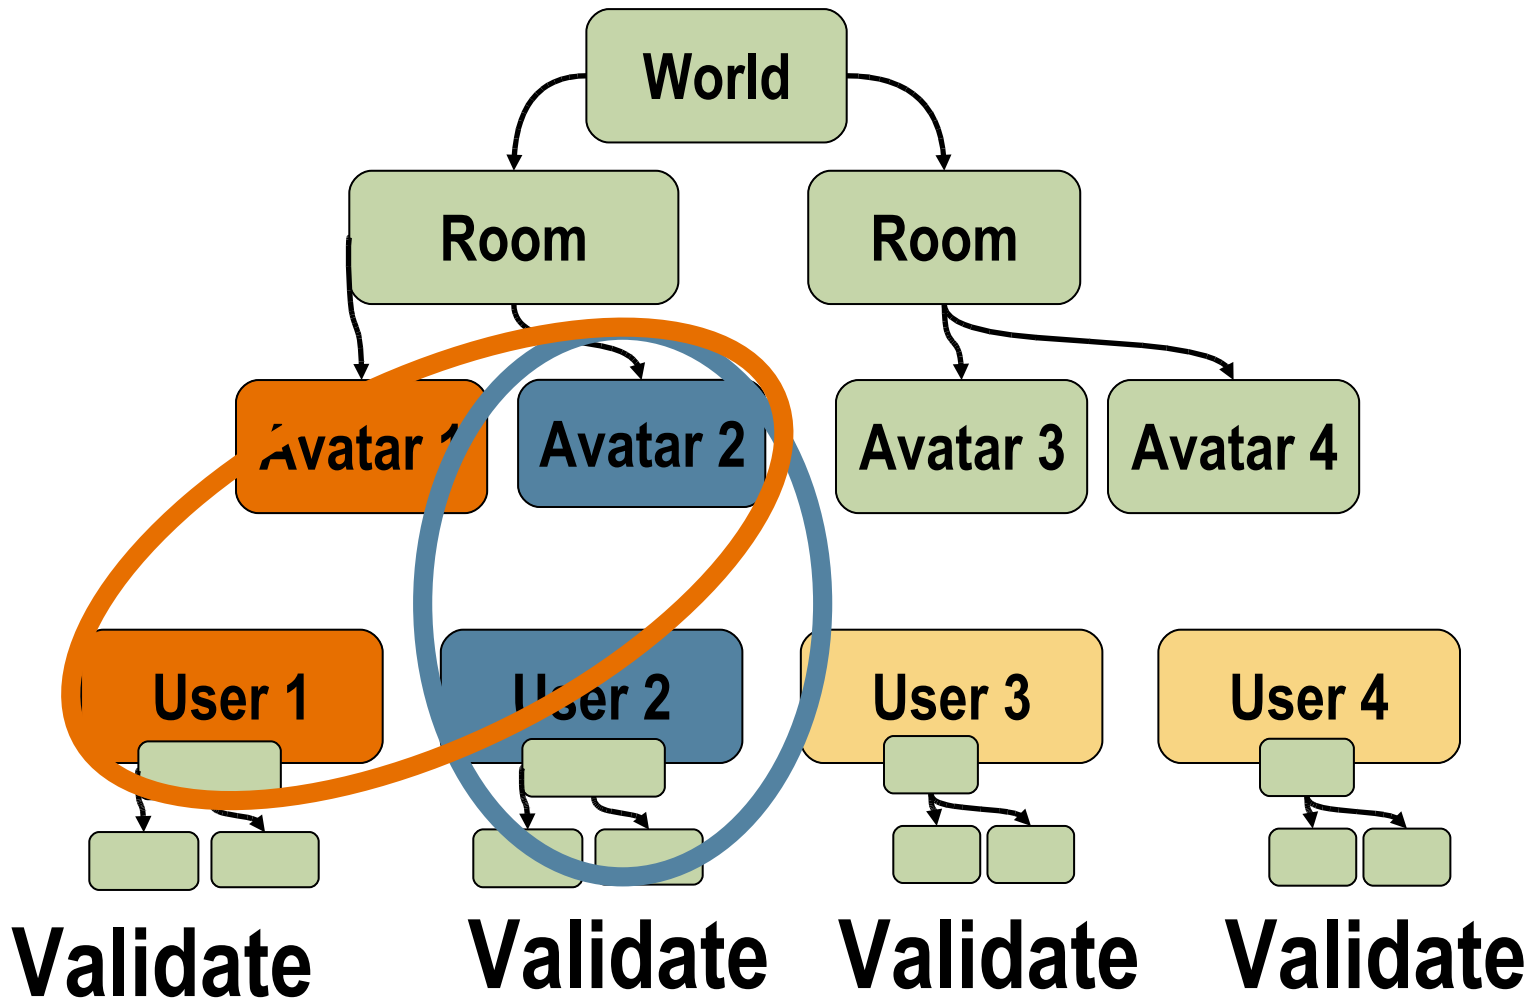 World
Room
Room
Avatar 1
Avatar 2
Avatar 3
Avatar 4
User 1
User 2
User 3
User 4
Validate
Validate
Validate
Validate